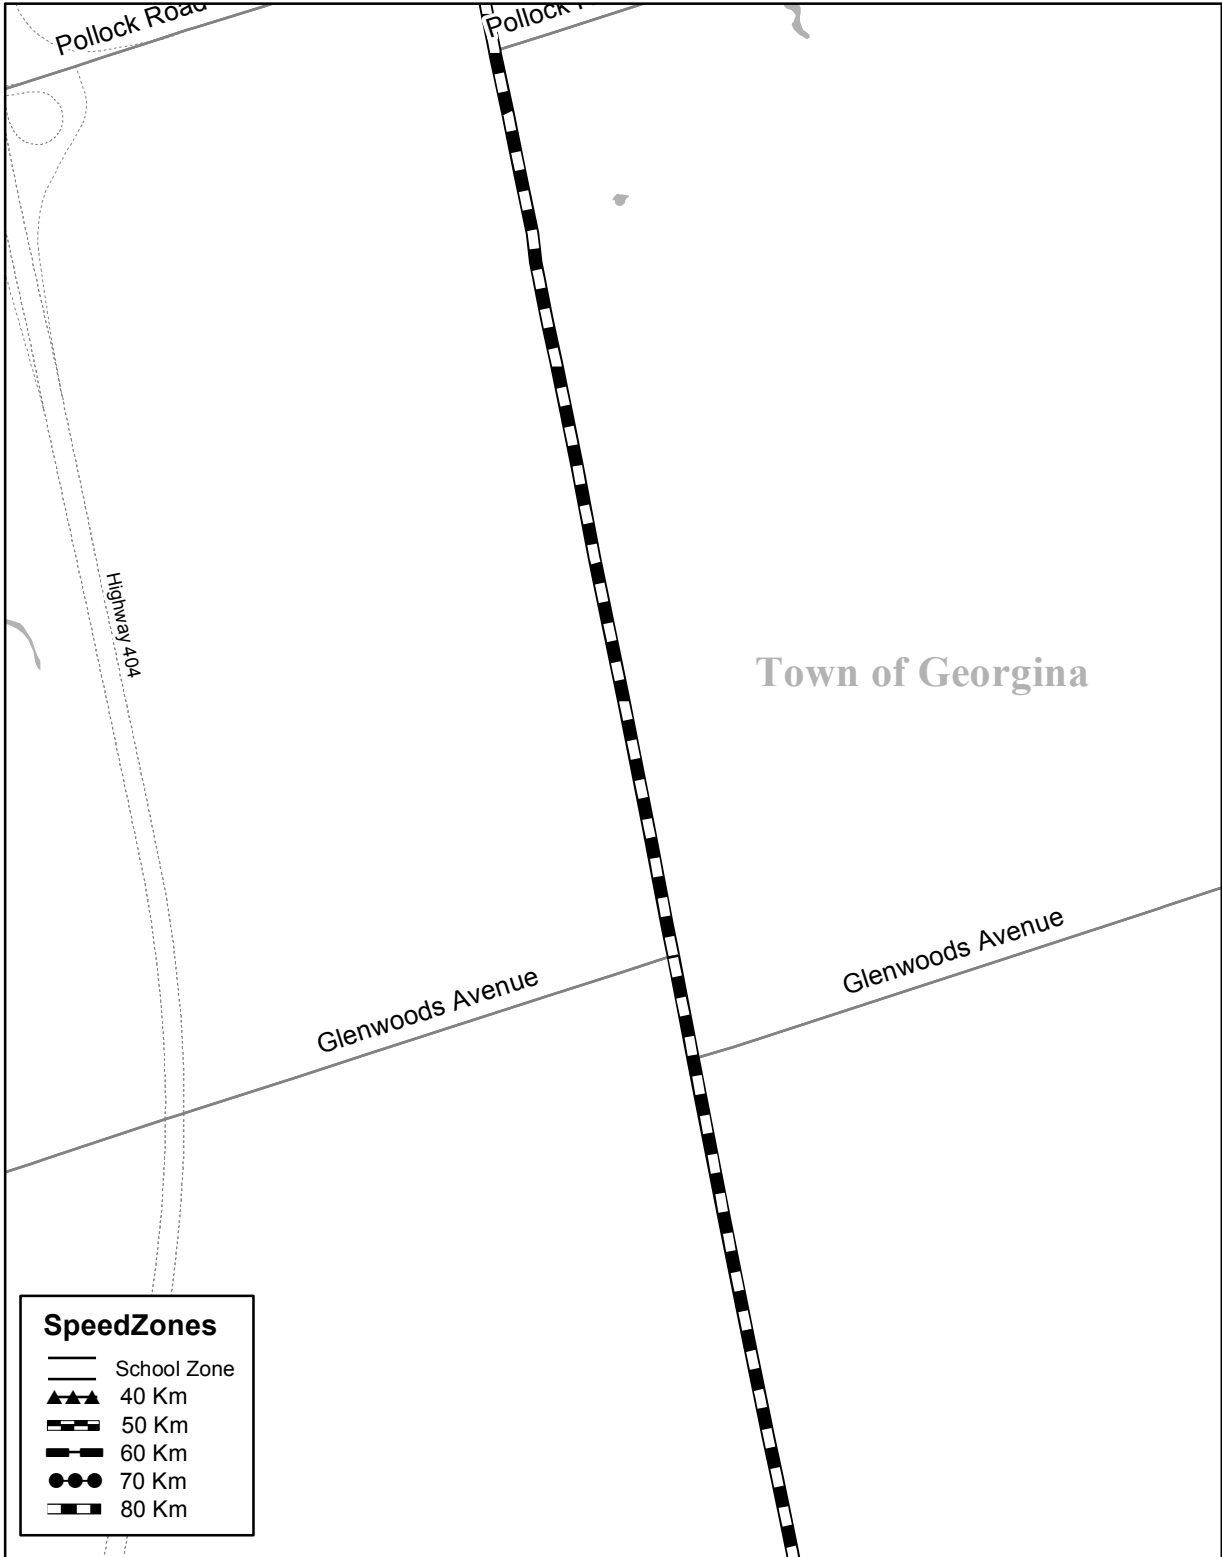 Pollock Road
Pollock
Highway 404
Town of Georgina
Glenwoods Avenue
Glenwoods Avenue
SpeedZones
School Zone
40 Km
50 Km
60 Km
70 Km
80 Km